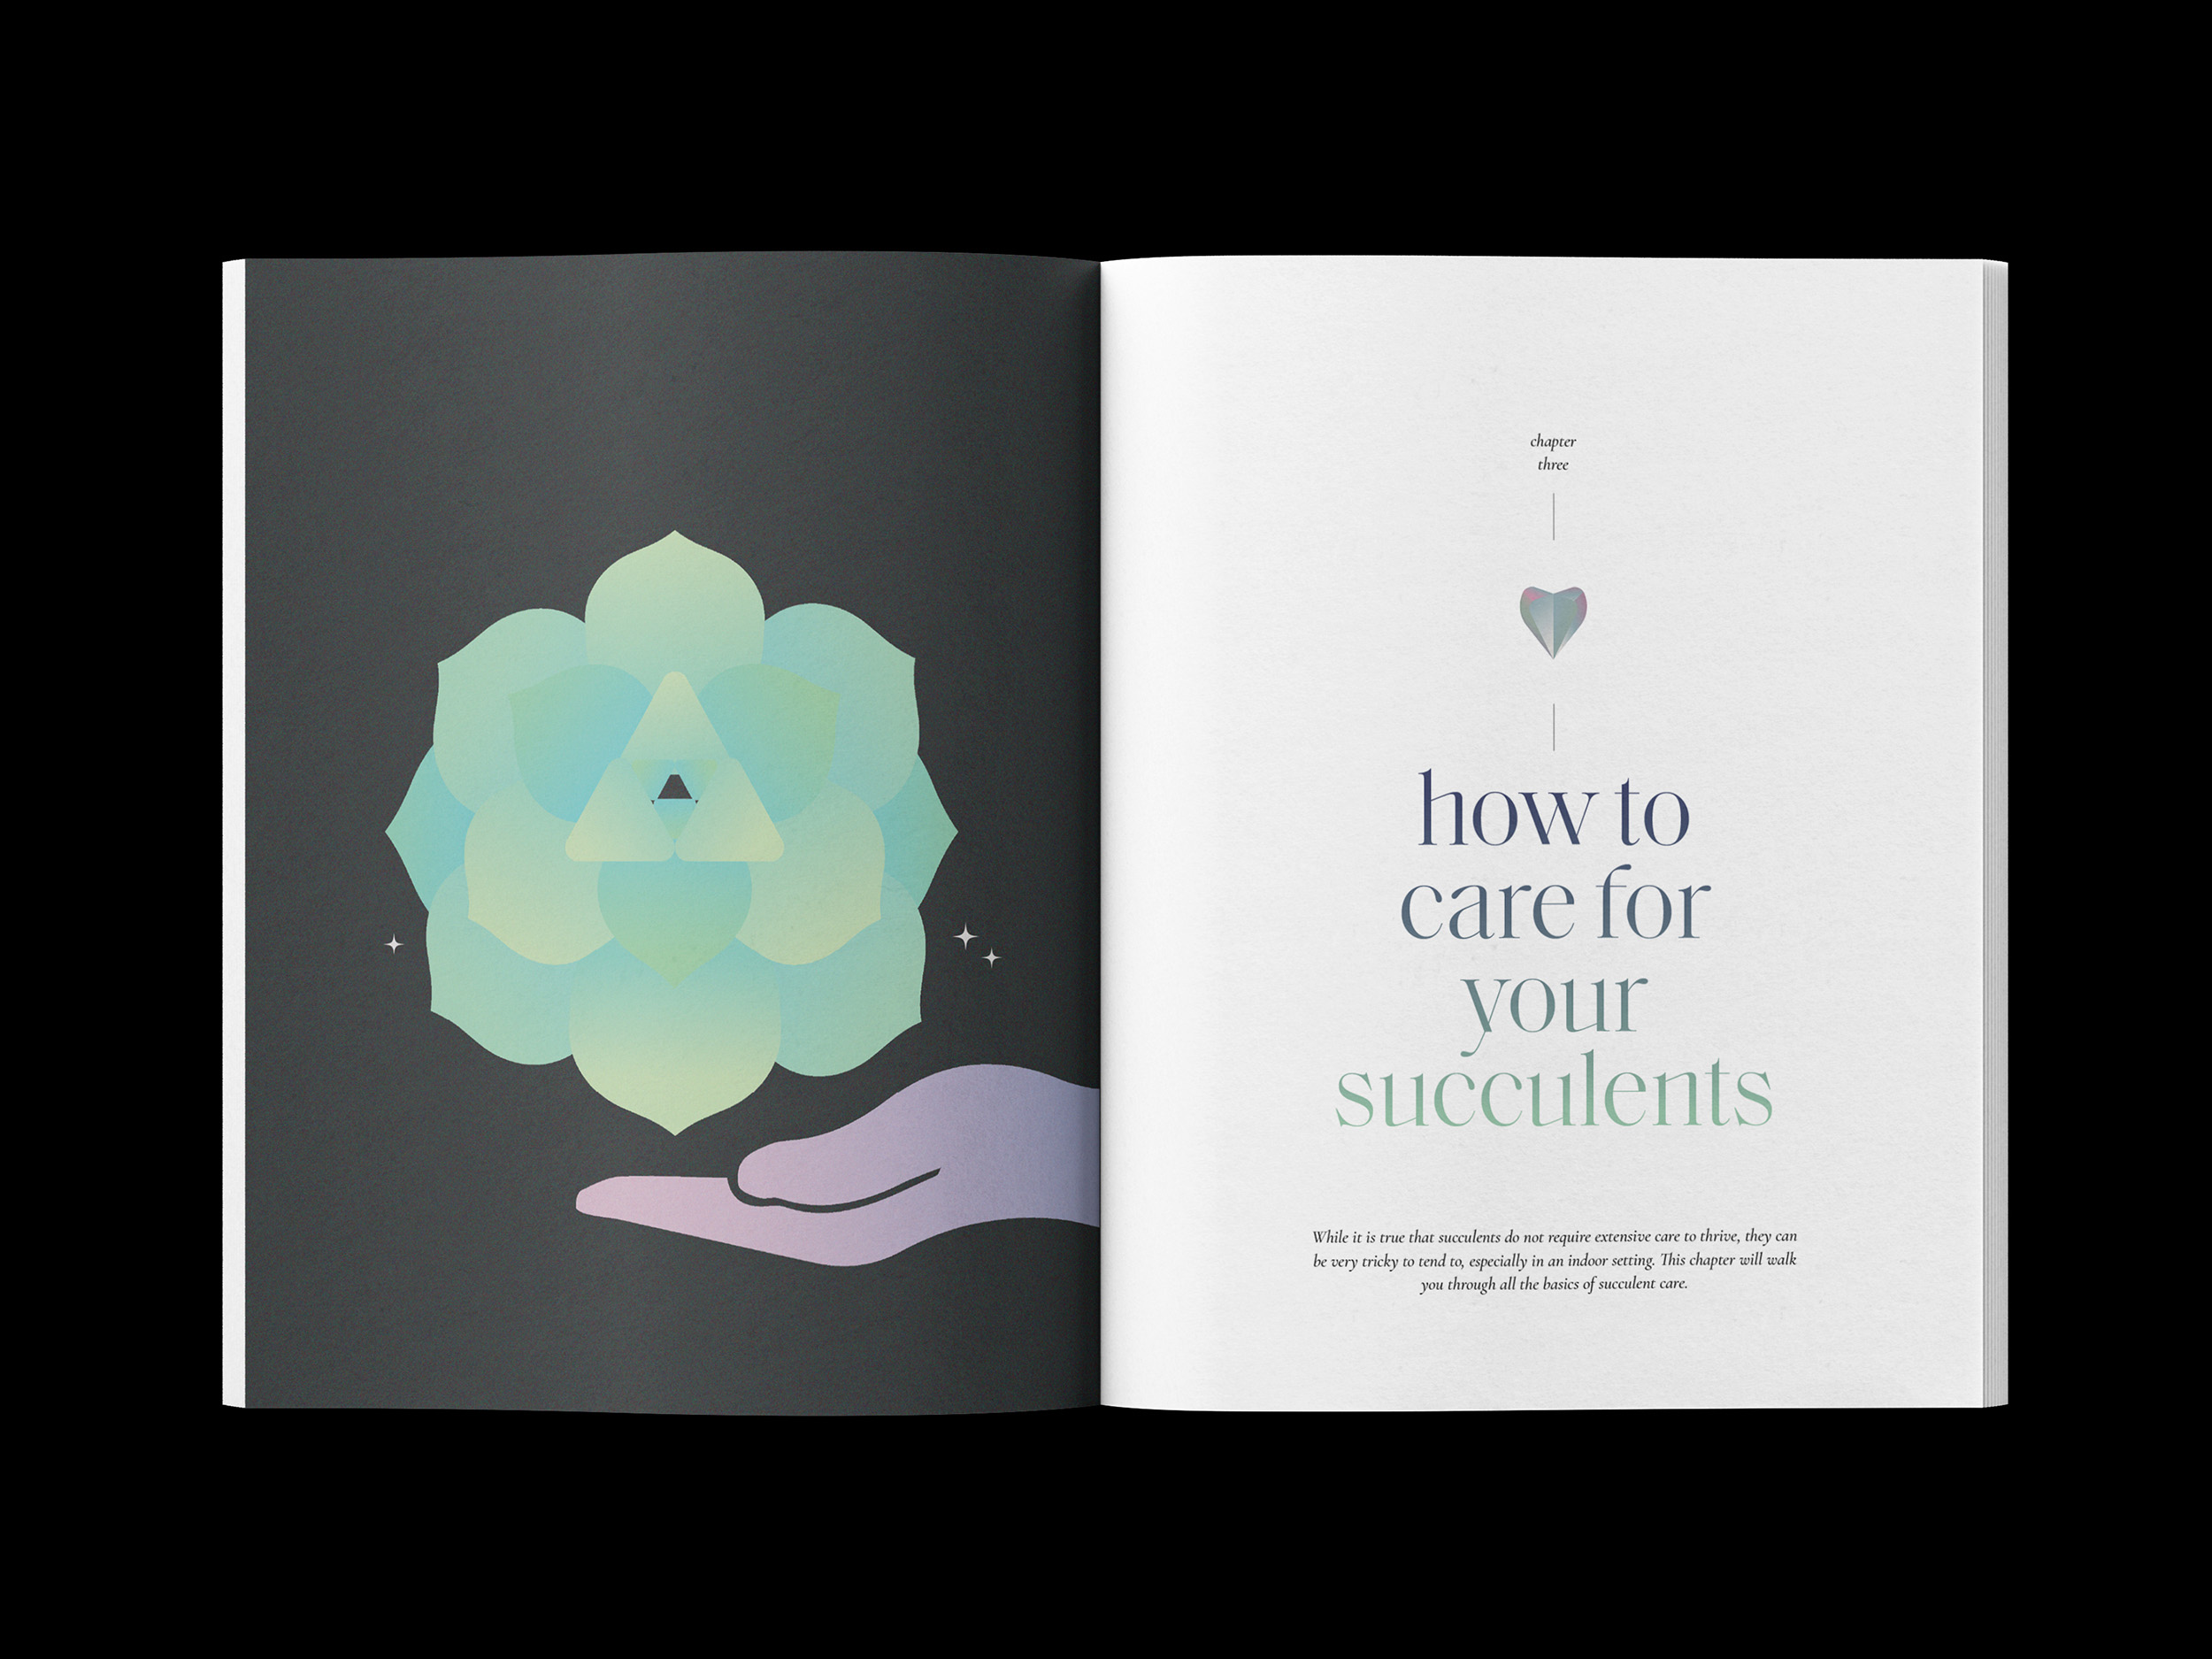 chapter
three
how to
care for
your
succulents
While it is true that succulents do not require extensive care to thrive, they can
be very tricky to tend to, especially in an indoor setting. This chapter will walk
you through all the basics of succulent care.